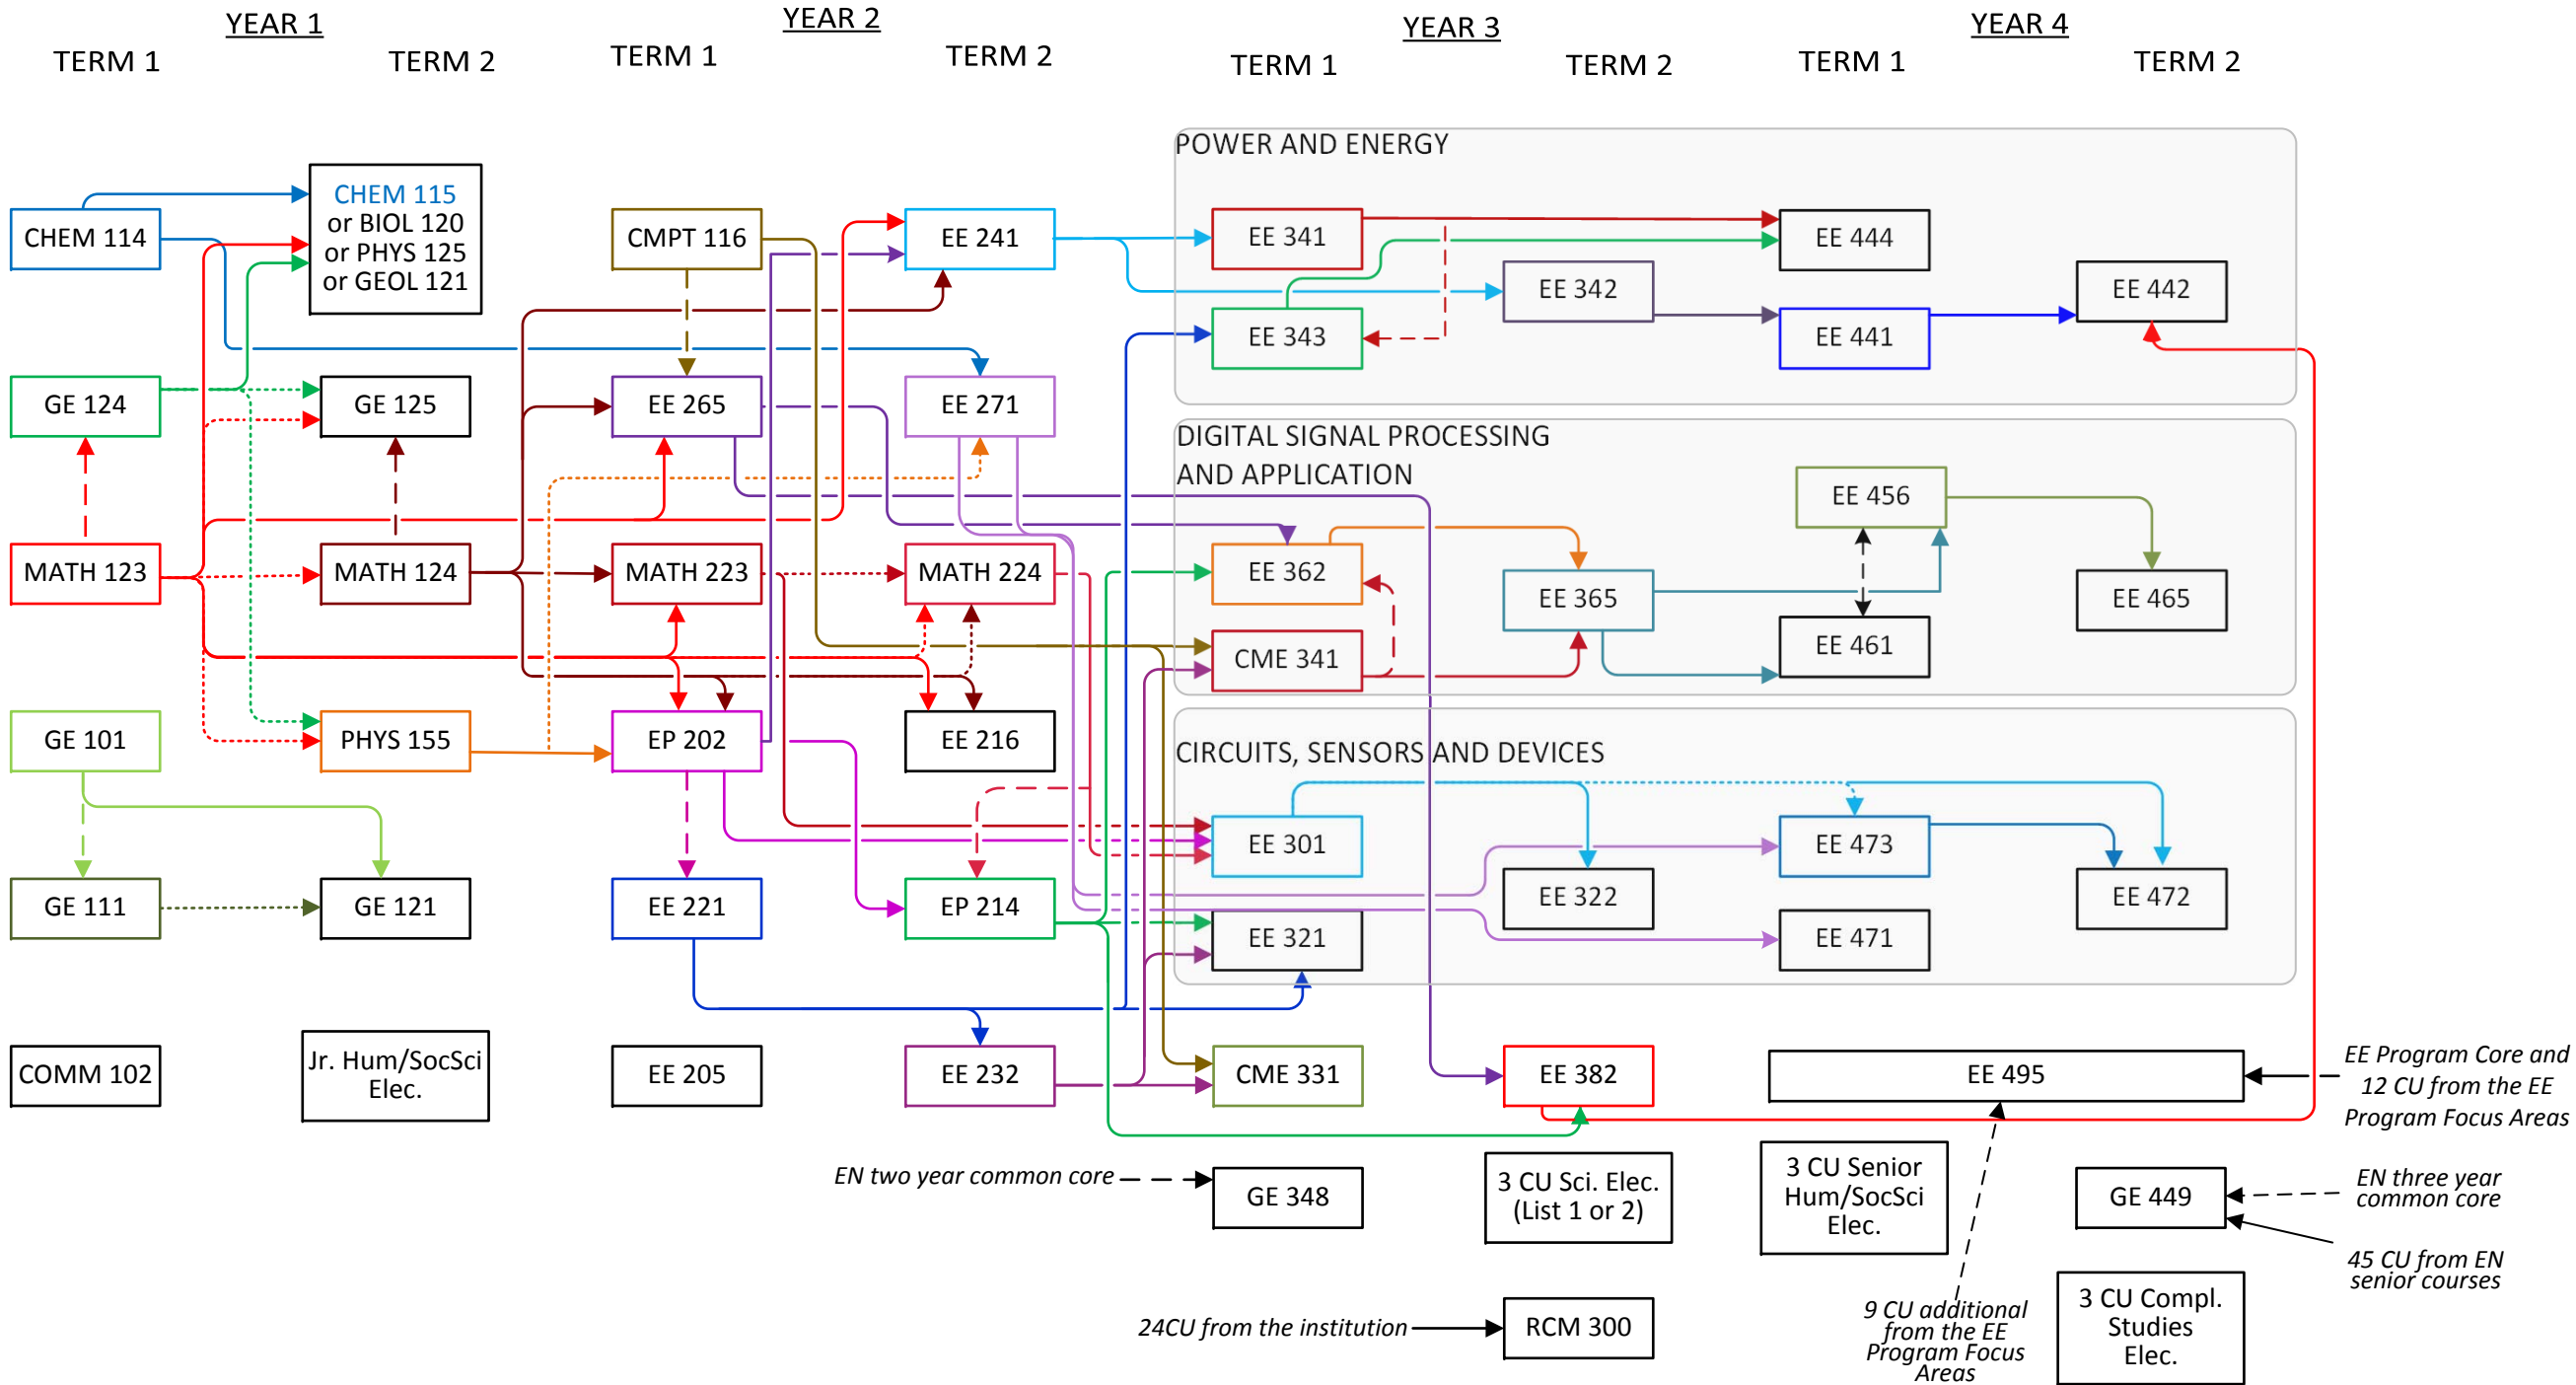 YEAR 1
YEAR 2
YEAR 3
YEAR 4
TERM 1
TERM 2
TERM 1
TERM 2
TERM 1
TERM 2
TERM 1
TERM 2
POWER AND ENERGY
CHEM 114
CHEM 115
or BIOL 120
or PHYS 125
or GEOL 121
CMPT 116
EE 241
EE 341
EE 444
EE 342
EE 442
EE 343
EE 441
GE 124
GE 125
EE 265
EE 271
DIGITAL SIGNAL PROCESSING
AND APPLICATION
EE 456
MATH 123
MATH 124
MATH 223
MATH 224
EE 362
EE 365
EE 465
CME 341
EE 461
GE 101
PHYS 155
EP 202
EE 216
CIRCUITS, SENSORS AND DEVICES
EE 301
EE 473
GE 111
GE 121
EE 221
EP 214
EE 322
EE 472
EE 321
EE 471
COMM 102
Jr. Hum/SocSci
Elec.
EE 205
EE 232
CME 331
EE 382
EE 495
EE Program Core and
12 CU from the EE
Program Focus Areas
EN two year common core
GE 348
3 CU Sci. Elec.
(List 1 or 2)
3 CU Senior
Hum/SocSci
Elec.
GE 449
EN three year
common core
45 CU from EN
senior courses
24CU from the institution
RCM 300
9 CU additional
from the EE
Program Focus
Areas
3 CU Compl.
Studies
Elec.